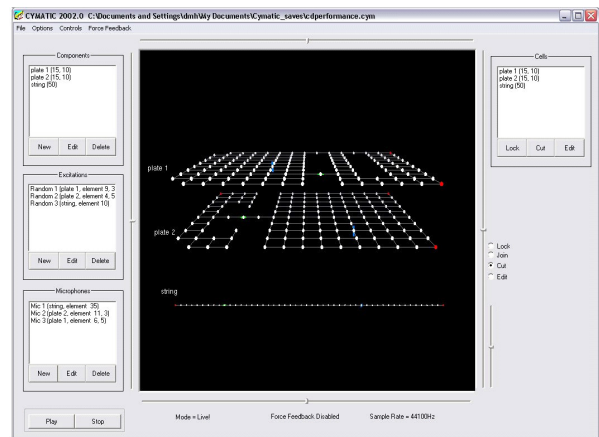 CYMATIC 2002.0 C:\Documents and Settings\dmh\My Documents\Cymatic_saves\cdperformance.cym
File Options Controls Force Feedback
Components
plate 1 (15, 10)
plate 2 (15, 10)
string (50)
New Edit Delete
Excitations
Random 1 (plate 1, element 9, 3
Random 2 (plate 2, element 4, 5
Random 3 (string, element 10)
New Edit Delete
Microphones
Mic 1 (string, element 35)
Mic 2 (plate 2, element 11, 3)
Mic 3 (plate 1, element 6, 5)
New Edit Delete
Play Stop
plate 1
plate 2
string
Mode = Live! Force Feedback Disabled Sample Rate = 44100Hz
Cells
plate 1 (15, 10)
plate 2 (15, 10)
string (50)
Lock Cut Edit
Lock
Join
Cut
Edit